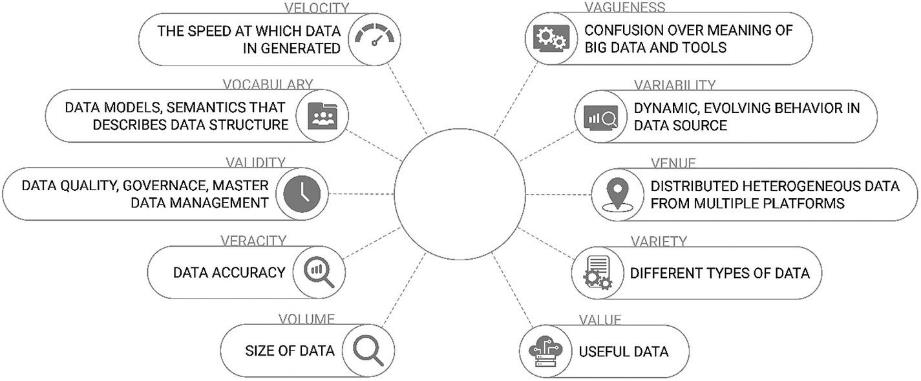 VELOCITY
THE SPEED AT WHICH DATA
IN GENERATED
VOCABULARY
DATA MODELS, SEMANTICS THAT
DESCRIBES DATA STRUCTURE
VALIDITY
DATA QUALITY, GOVERNACE, MASTER
DATA MANAGEMENT
VERACITY
DATA ACCURACY
VOLUME
SIZE OF DATA
VAGUENESS
CONFUSION OVER MEANING OF
BIG DATA AND TOOLS
VARIABILITY
DYNAMIC, EVOLVING BEHAVIOR IN
DATA SOURCE
VENUE
DISTRIBUTED HETEROGENEOUS DATA
FROM MULTIPLE PLATFORMS
VARIETY
DIFFERENT TYPES OF DATA
VALUE
USEFUL DATA